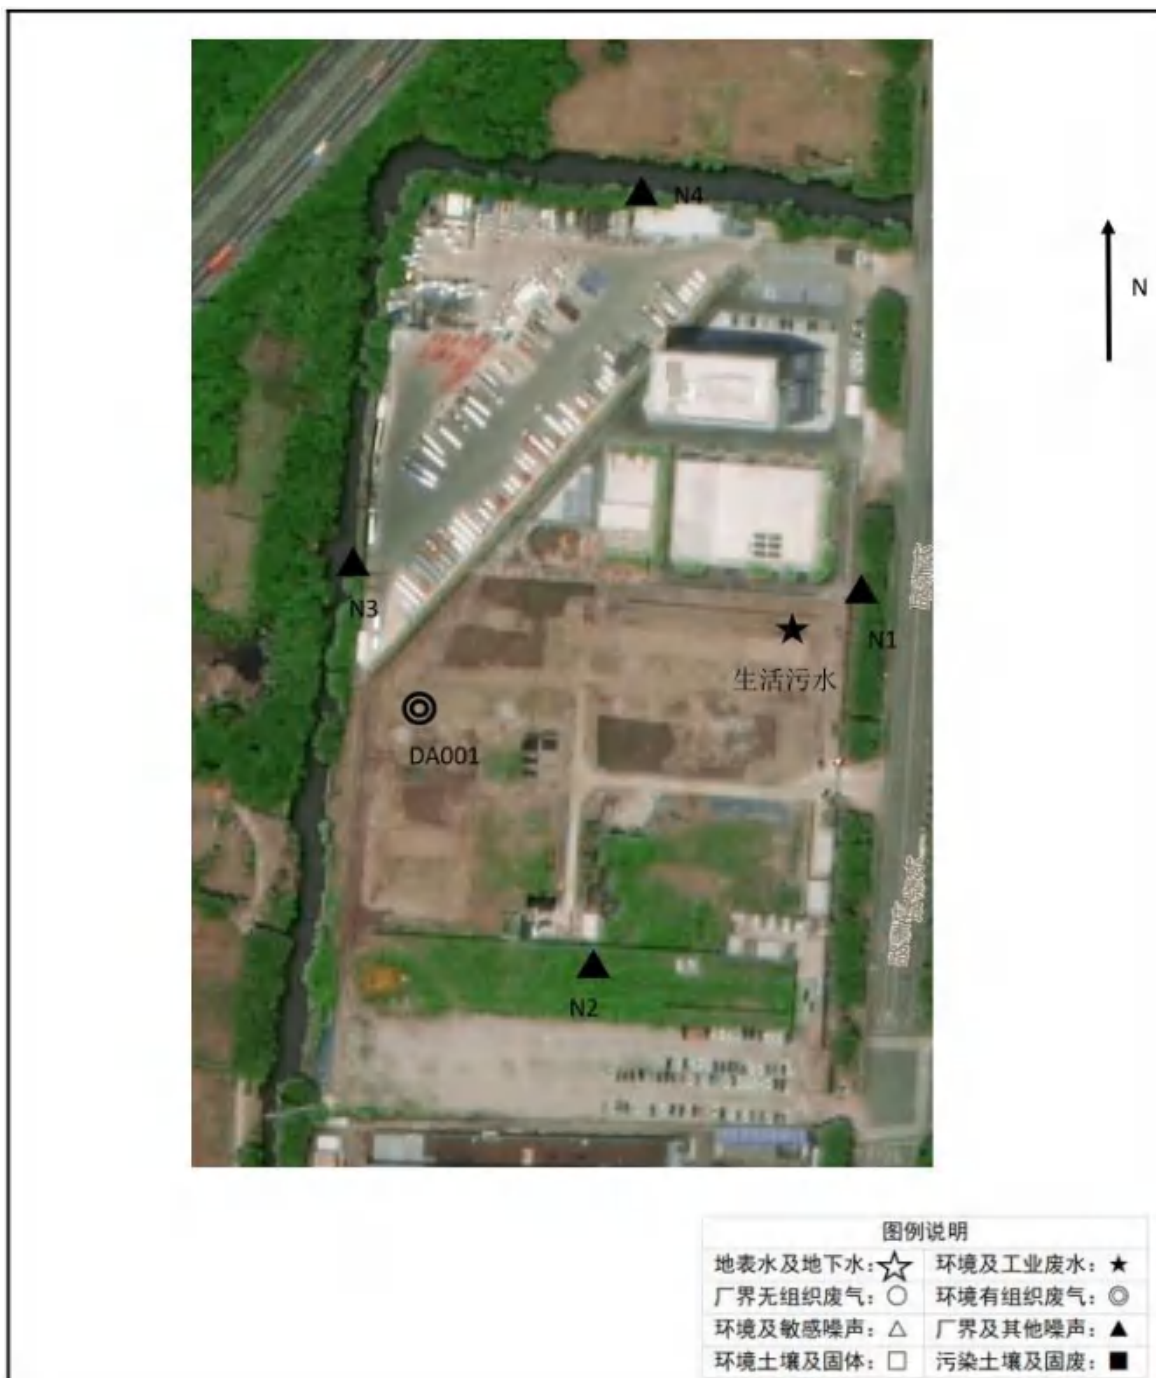 N4
N
N3
N1
生活污水
DA001
N2
图例说明
地表水及地下水：☆ 环境及工业废水：★
厂界无组织废气：○ 环境有组织废气：◎
环境及敏感噪声：△ 厂界及其他噪声：▲
环境土壤及固体：□ 污染土壤及固废：■